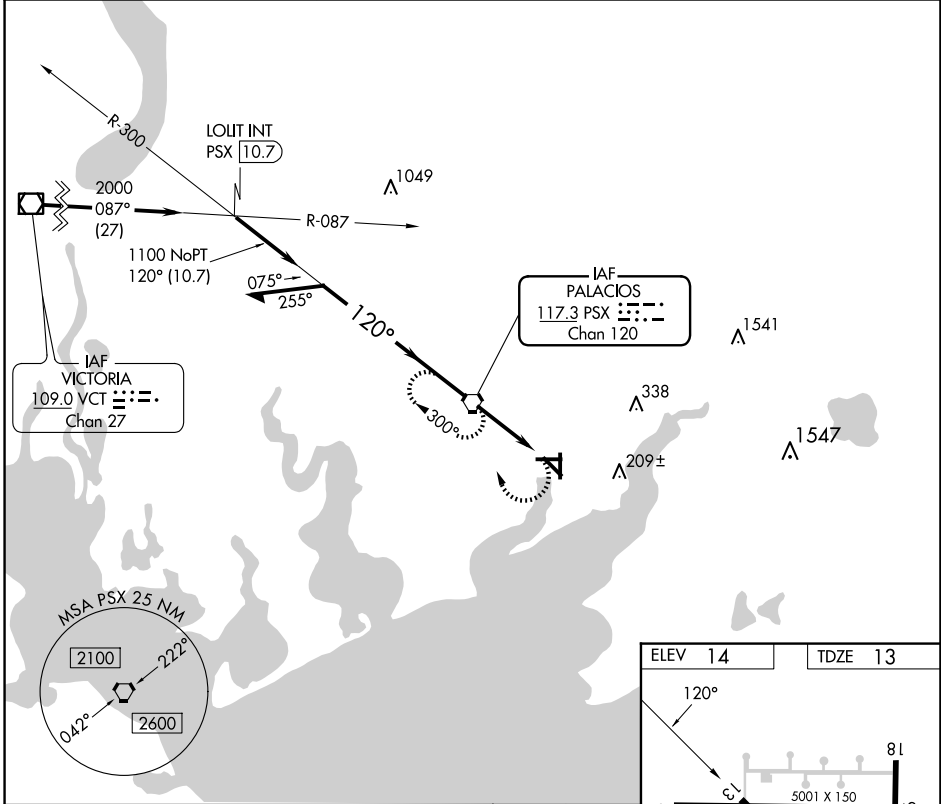 R-300
LOLIT INT
PSX 10.7
1049
2000
087°
(27)
R-087
1100 NoPT
120° (10.7)
075°
255°
120°
IAF
PALACIOS
117.3 PSX
Chan 120
1541
IAF
VICTORIA
109.0 VCT
Chan 27
300°
338
209±
1547
MSA PSX 25 NM
2100
222°
042°
2600
ELEV 14
TDZE 13
120°
13
18
5001 X 150